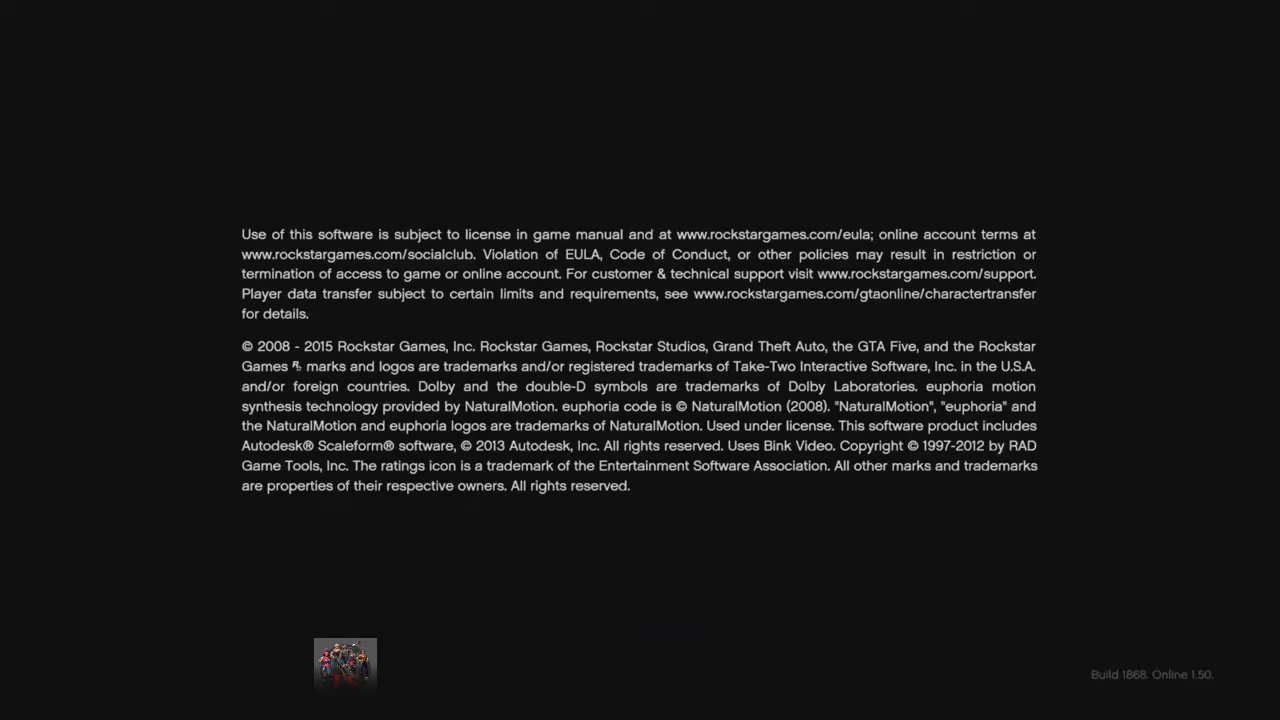 Use of this software is subject to license in game manual and at www.rockstargames.com/eula; online account terms at
www.rockstargames.com/socialclub. Violation of EULA, Code of Conduct, or other policies may result in restriction or
termination of access to game or online account. For customer & technical support visit www.rockstargames.com/support.
Player data transfer subject to certain limits and requirements, see www.rockstargames.com/gtaonline/charactertransfer
for details.
© 2008 - 2015 Rockstar Games, Inc. Rockstar Games, Rockstar Studios, Grand Theft Auto, the GTA Five, and the Rockstar
Games R* marks and logos are trademarks and/or registered trademarks of Take-Two Interactive Software, Inc. in the U.S.A.
and/or foreign countries. Dolby and the double-D symbols are trademarks of Dolby Laboratories. euphoria motion
synthesis technology provided by NaturalMotion. euphoria code is © NaturalMotion (2008). "NaturalMotion", "euphoria" and
the NaturalMotion and euphoria logos are trademarks of NaturalMotion. Used under license. This software product includes
Autodesk® Scaleform® software, © 2013 Autodesk, Inc. All rights reserved. Uses Bink Video. Copyright © 1997-2012 by RAD
Game Tools, Inc. The ratings icon is a trademark of the Entertainment Software Association. All other marks and trademarks
are properties of their respective owners. All rights reserved.
Build 1868. Online 1.50.